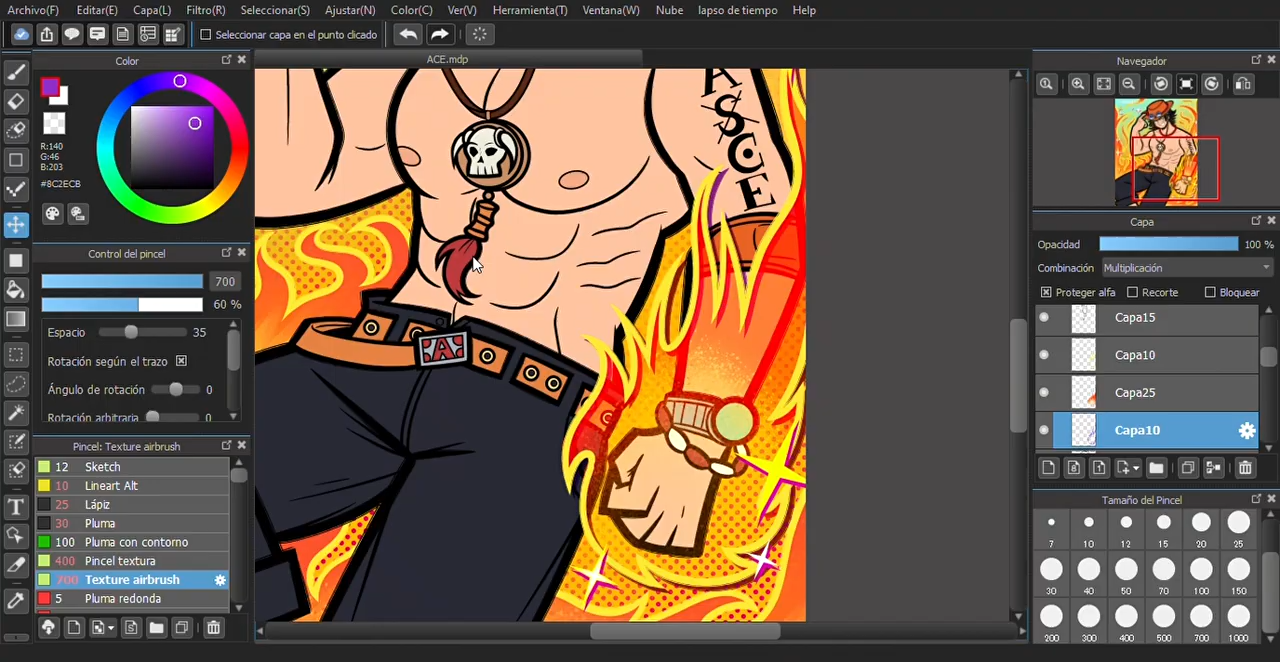 Archivo(F) Editar(E) Capa(L) Filtro(R) Seleccionar(S) Ajustar(N) Color(C) Ver(V) Herramienta(T) Ventana(W) Nube lapso de tiempo Help
Seleccionar capa en el punto clicado
Color
R:140
G:46
B:203
#8C2ECB
Control del pincel
700
60 %
Espacio 35
Rotación según el trazo
Ángulo de rotación 0
Rotación arbitraria 0
Pincel: Texture airbrush
12 Sketch
10 Lineart Alt
25 Lápiz
30 Pluma
100 Pluma con contorno
400 Pincel textura
700 Texture airbrush
5 Pluma redonda
ACE.mdp
ASCE
A
Navegador
Capa
Opacidad 100 %
Combinación Multiplicación
Proteger alfa Recorte Bloquear
Capa15
Capa10
Capa25
Capa10
Tamaño del Pincel
7 10 12 15 20 25
30 40 50 70 100 150
200 300 400 500 700 1000